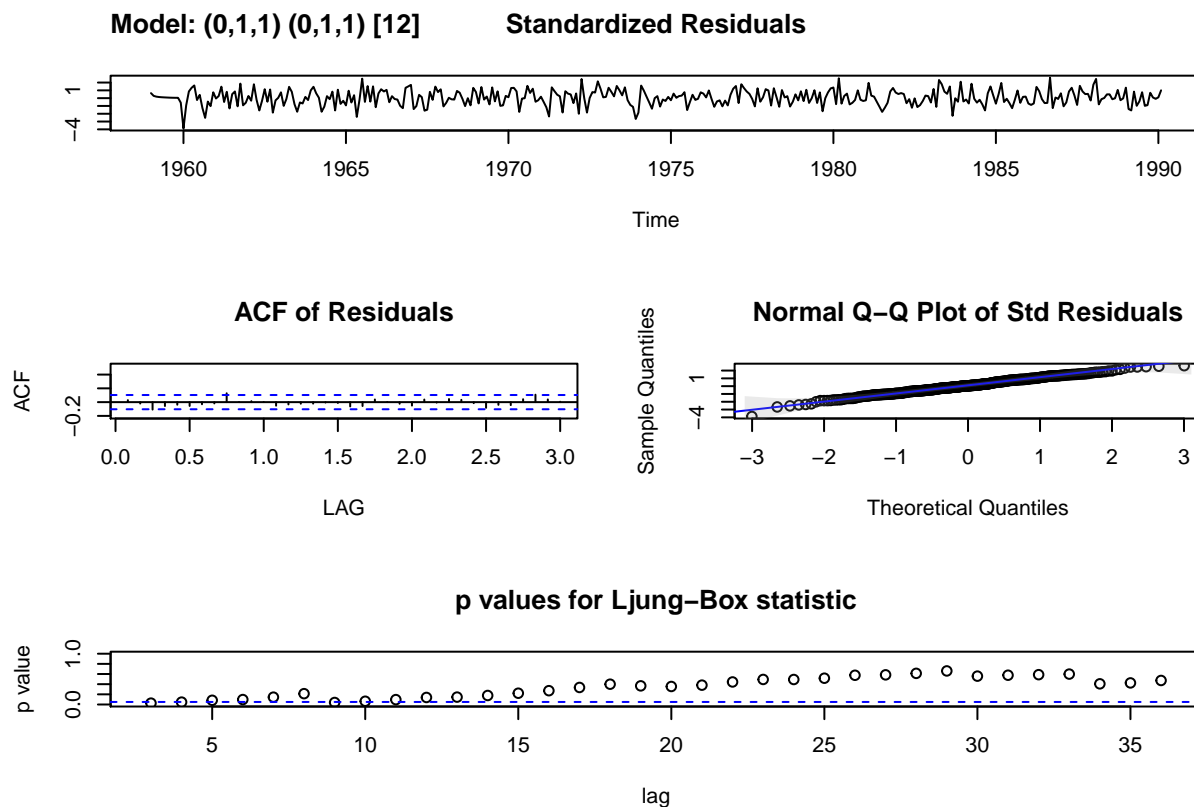 Model: (0,1,1) (0,1,1) [12] Standardized Residuals
1
−4
1960 1965 1970 1975 1980 1985 1990
Time
ACF of Residuals
ACF
−0.2
0.0 0.5 1.0 1.5 2.0 2.5 3.0
LAG
Normal Q−Q Plot of Std Residuals
Sample Quantiles
1
−4
−3 −2 −1 0 1 2 3
Theoretical Quantiles
p values for Ljung−Box statistic
p value
1.0
0.0
5 10 15 20 25 30 35
lag